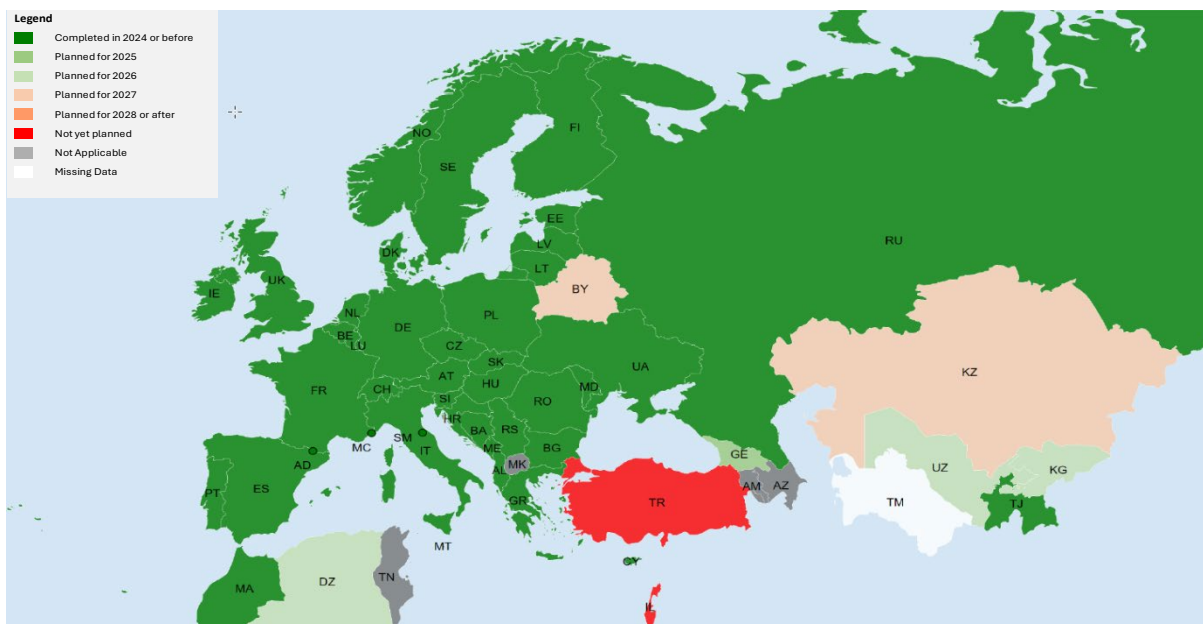 Legend
Completed in 2024 or before
Planned for 2025
Planned for 2026
Planned for 2027
Planned for 2028 or after
Not yet planned
Not Applicable
Missing Data
NO
FI
SE
EE
RU
LV
DK
LT
IE
UK
BY
NL
PL
DE
BE
LU
CZ
SK
UA
KZ
AT
FR
CH
HU
MD
SI
RO
HR
BA
RS
SM
MC
IT
ME
BG
GE
AD
AL
MK
UZ
KG
PT
ES
AM
AZ
GR
TR
TM
TJ
MT
CY
DZ
TN
MA
IL